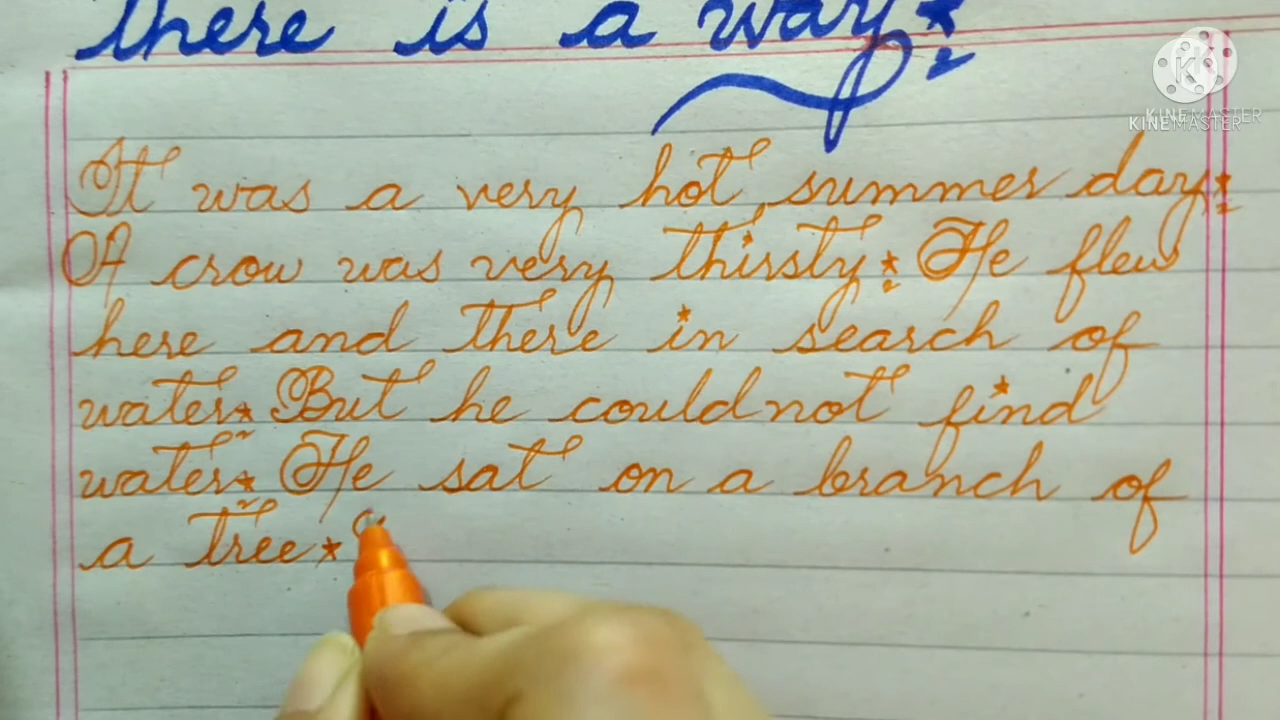 there is a way.
KINEMASTER
KINEMASTER
It was a very hot, summer day.
A crow was very thirsty. He flew
here and there in search of
water. But he could not find
water. He sat on a branch of
a tree.